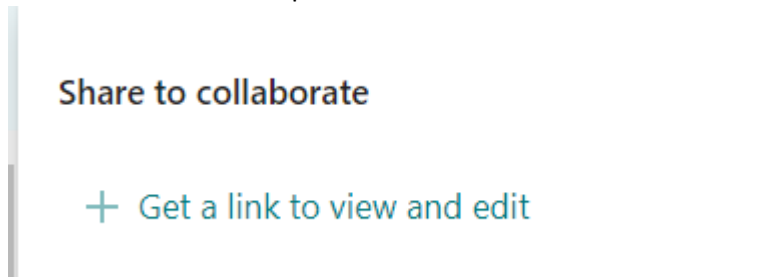 Share to collaborate
+ Get a link to view and edit